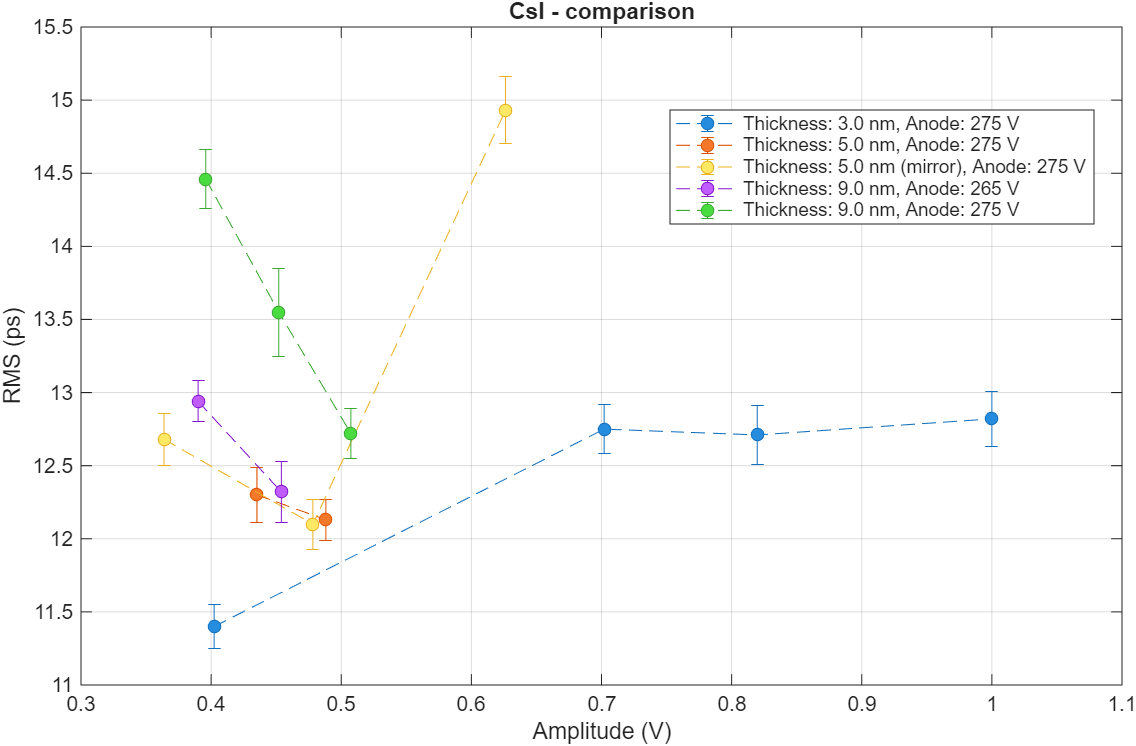 CsI - comparison
15.5
15
14.5
14
13.5
13
12.5
12
11.5
11
RMS (ps)
Thickness: 3.0 nm, Anode: 275 V
Thickness: 5.0 nm, Anode: 275 V
Thickness: 5.0 nm (mirror), Anode: 275 V
Thickness: 9.0 nm, Anode: 265 V
Thickness: 9.0 nm, Anode: 275 V
0.3 0.4 0.5 0.6 0.7 0.8 0.9 1 1.1
Amplitude (V)